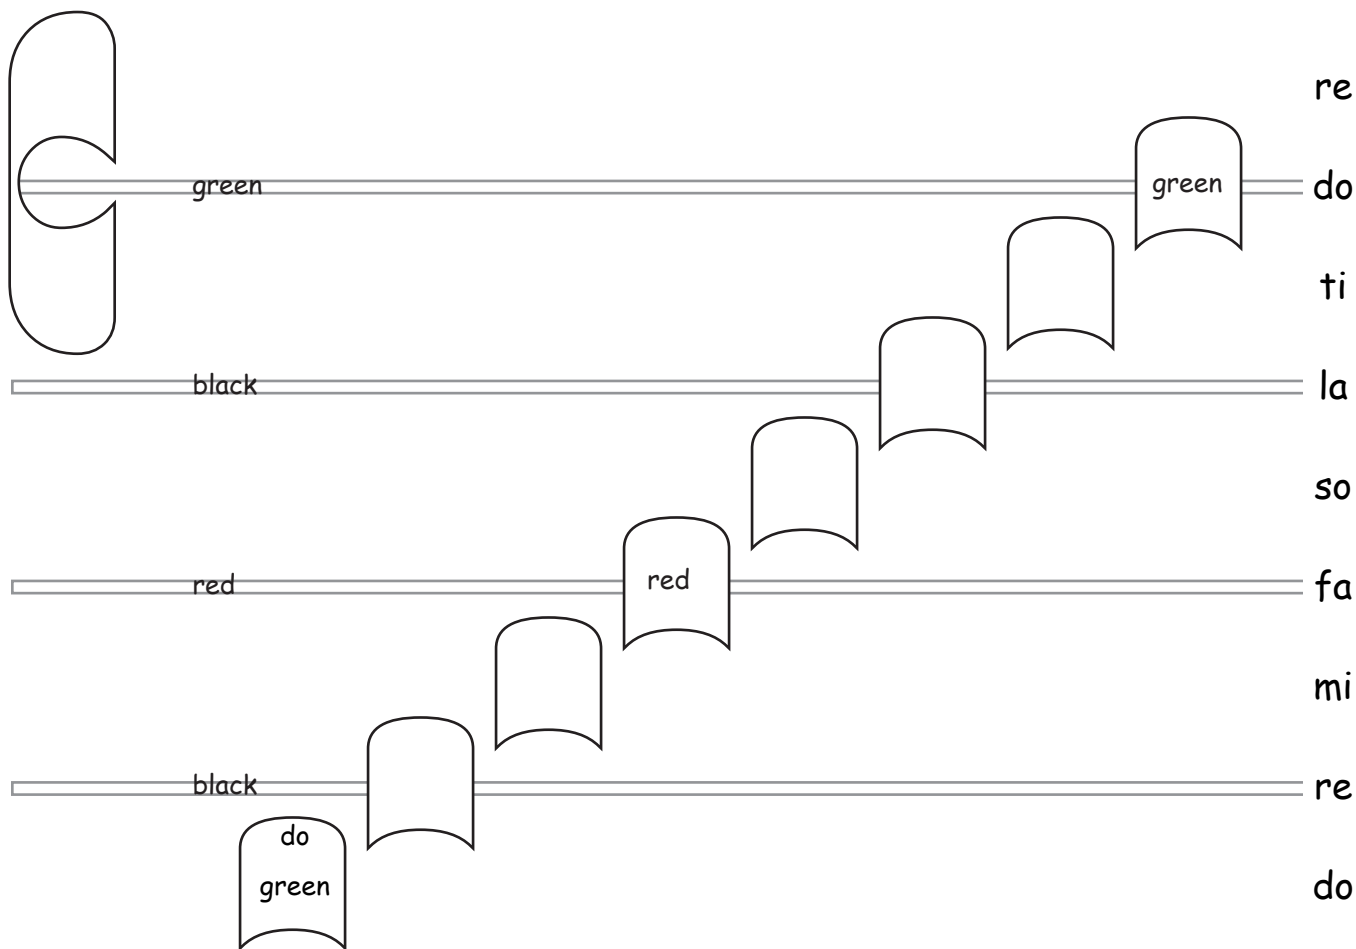 re
green green do
ti
black la
so
red red fa
mi
black re
do
green do